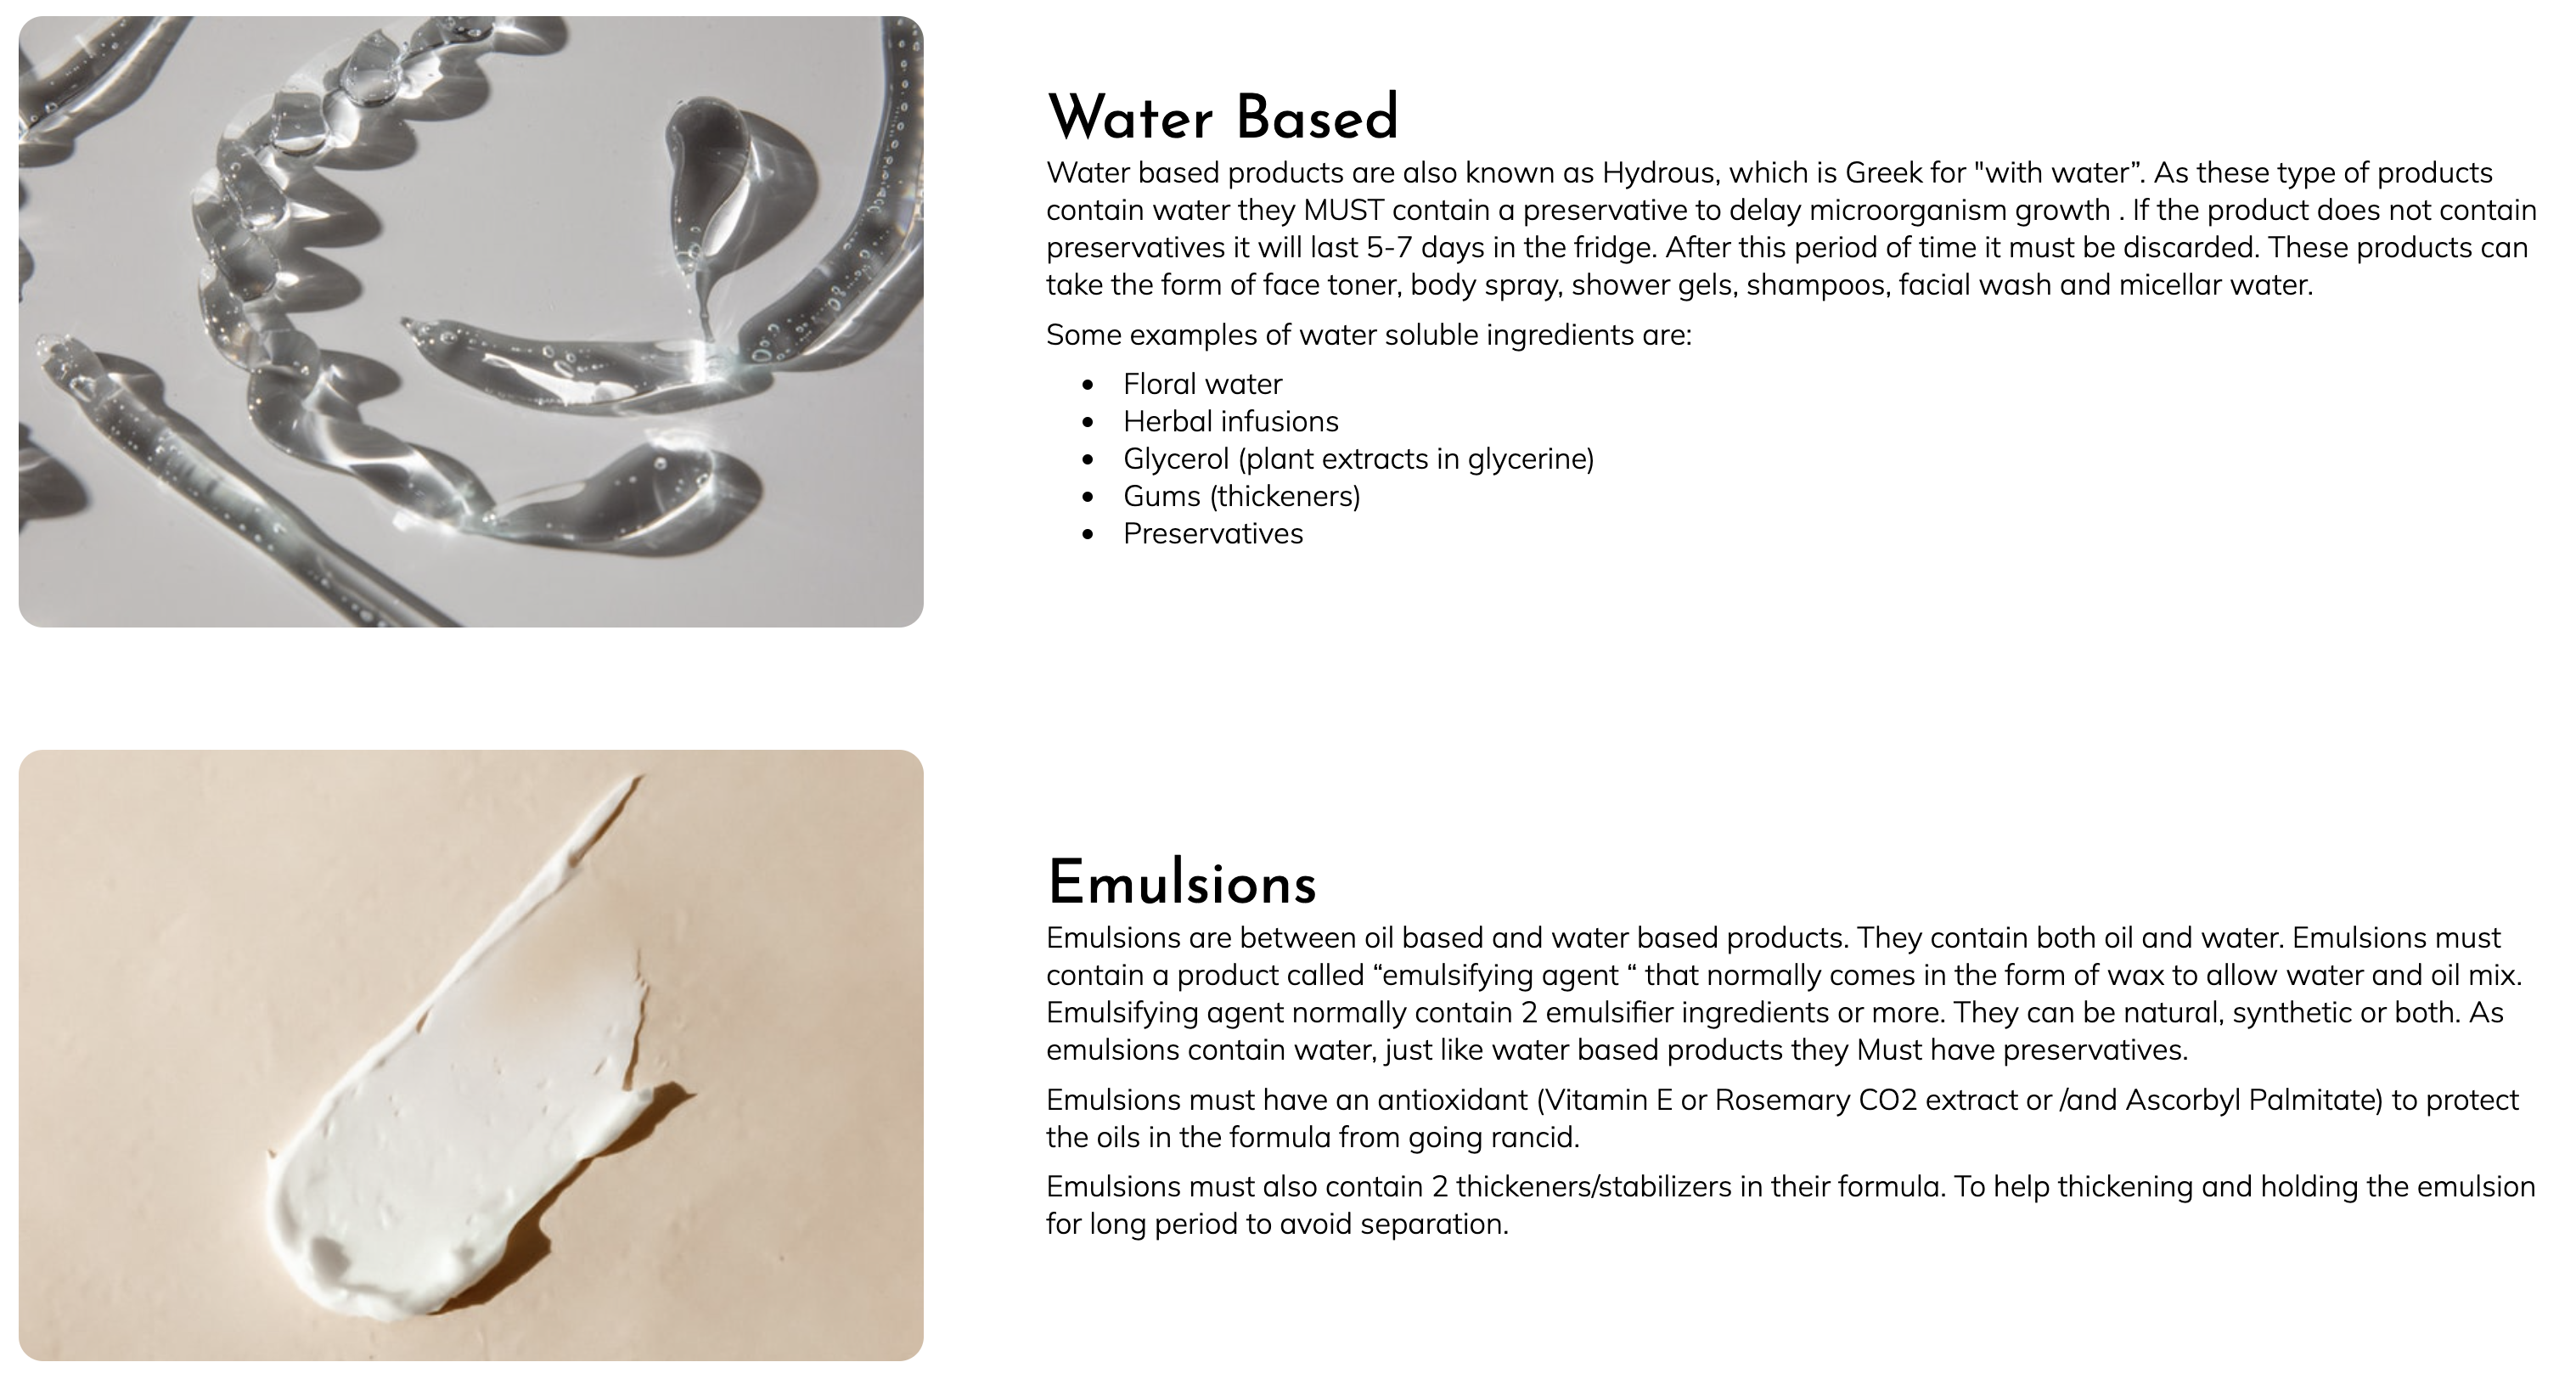 Water Based
Water based products are also known as Hydrous, which is Greek for "with water”. As these type of products
contain water they MUST contain a preservative to delay microorganism growth . If the product does not contain
preservatives it will last 5-7 days in the fridge. After this period of time it must be discarded. These products can
take the form of face toner, body spray, shower gels, shampoos, facial wash and micellar water.
Some examples of water soluble ingredients are:
• Floral water
• Herbal infusions
• Glycerol (plant extracts in glycerine)
• Gums (thickeners)
• Preservatives
Emulsions
Emulsions are between oil based and water based products. They contain both oil and water. Emulsions must
contain a product called “emulsifying agent “ that normally comes in the form of wax to allow water and oil mix.
Emulsifying agent normally contain 2 emulsifier ingredients or more. They can be natural, synthetic or both. As
emulsions contain water, just like water based products they Must have preservatives.
Emulsions must have an antioxidant (Vitamin E or Rosemary CO2 extract or /and Ascorbyl Palmitate) to protect
the oils in the formula from going rancid.
Emulsions must also contain 2 thickeners/stabilizers in their formula. To help thickening and holding the emulsion
for long period to avoid separation.